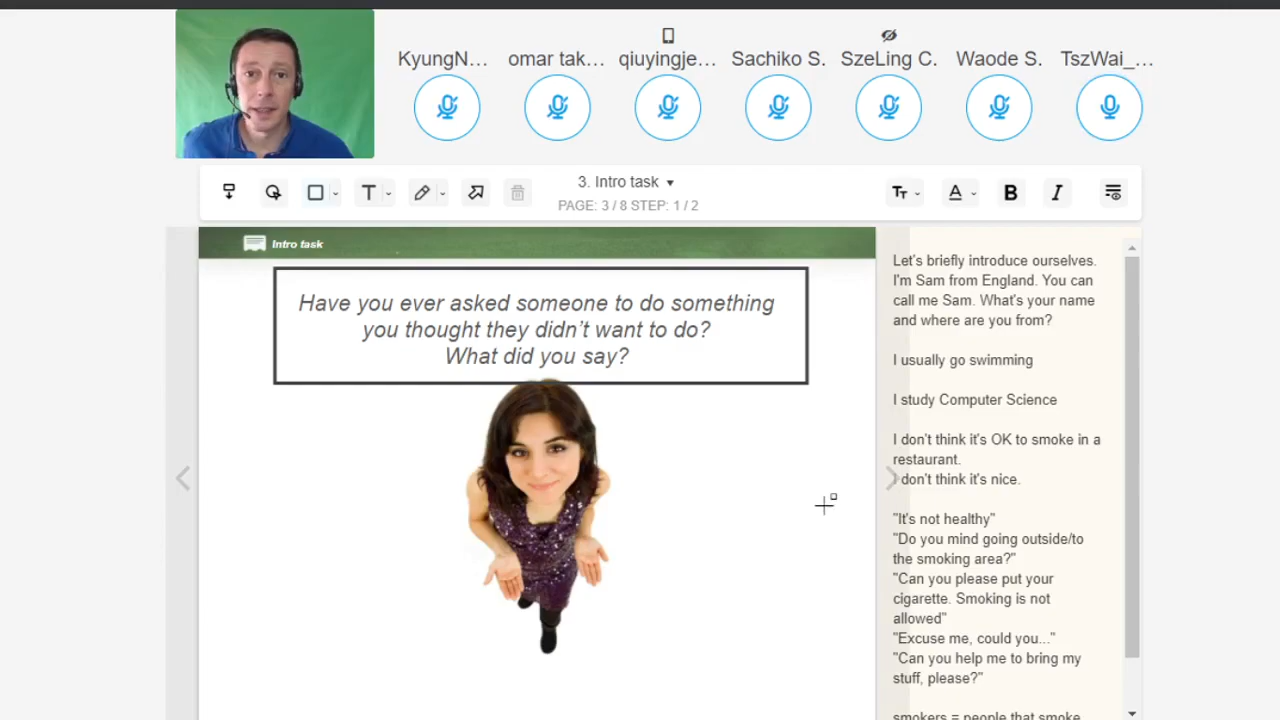 KyungN…
omar tak…
qiuyingje…
Sachiko S.
SzeLing C.
Waode S.
TszWai_…
3. Intro task
PAGE: 3 / 8 STEP: 1 / 2
T
TT
A
B
I
Intro task
Have you ever asked someone to do something
you thought they didn’t want to do?
What did you say?
Let's briefly introduce ourselves.
I'm Sam from England. You can
call me Sam. What's your name
and where are you from?
I usually go swimming
I study Computer Science
I don't think it's OK to smoke in a
restaurant.
I don't think it's nice.
"It's not healthy"
"Do you mind going outside/to
the smoking area?"
"Can you please put your
cigarette. Smoking is not
allowed"
"Excuse me, could you..."
"Can you help me to bring my
stuff, please?"
smokers = people that smoke